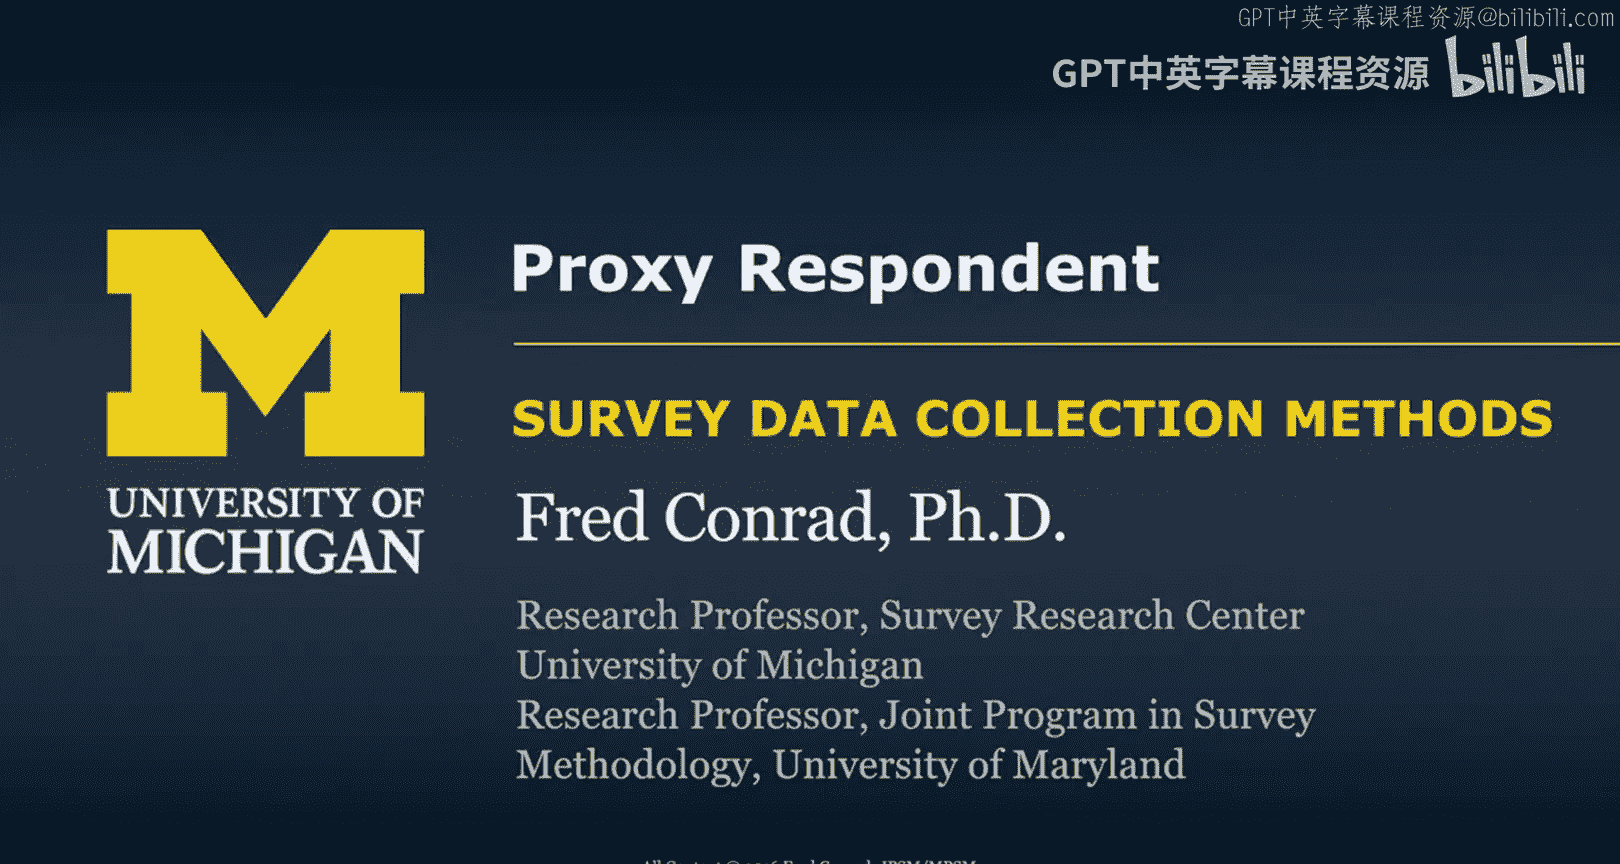 GPT中英字幕课程资源@bilibili.com
GPT中英字幕课程资源 bilibili
Proxy Respondent
SURVEY DATA COLLECTION METHODS
Fred Conrad, Ph.D.
Research Professor, Survey Research Center
University of Michigan
Research Professor, Joint Program in Survey
Methodology, University of Maryland
M
UNIVERSITY OF
MICHIGAN